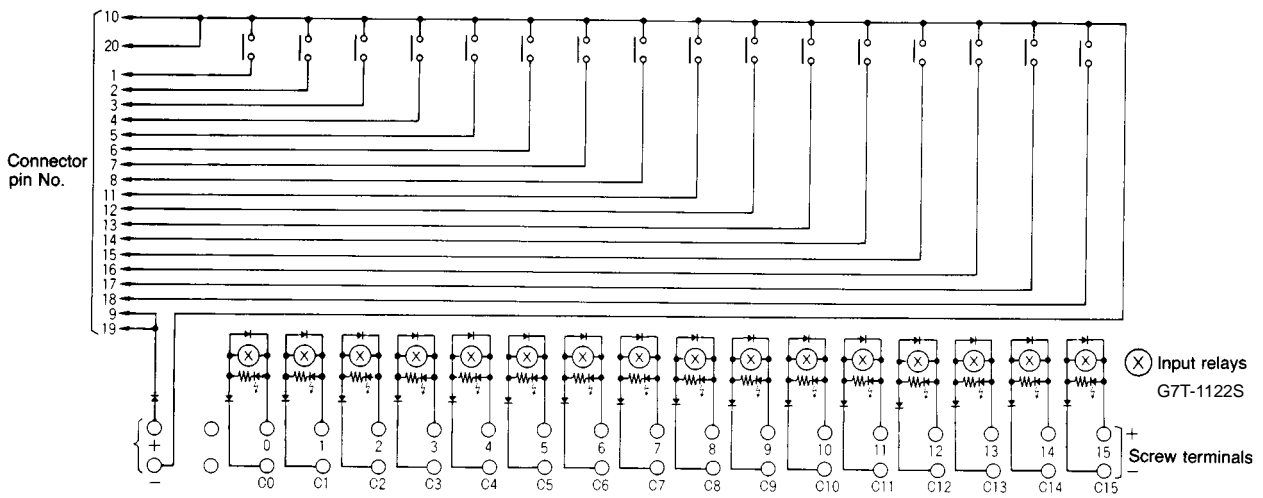 10
20
1
2
3
4
5
6
7
8
11
12
13
14
15
16
17
18
9
19
Connector
pin No.
X X X X X X X X X X X X X X X X
X Input relays
G7T-1122S
+ 0 1 2 3 4 5 6 7 8 9 10 11 12 13 14 15 +
Screw terminals
− C0 C1 C2 C3 C4 C5 C6 C7 C8 C9 C10 C11 C12 C13 C14 C15 −